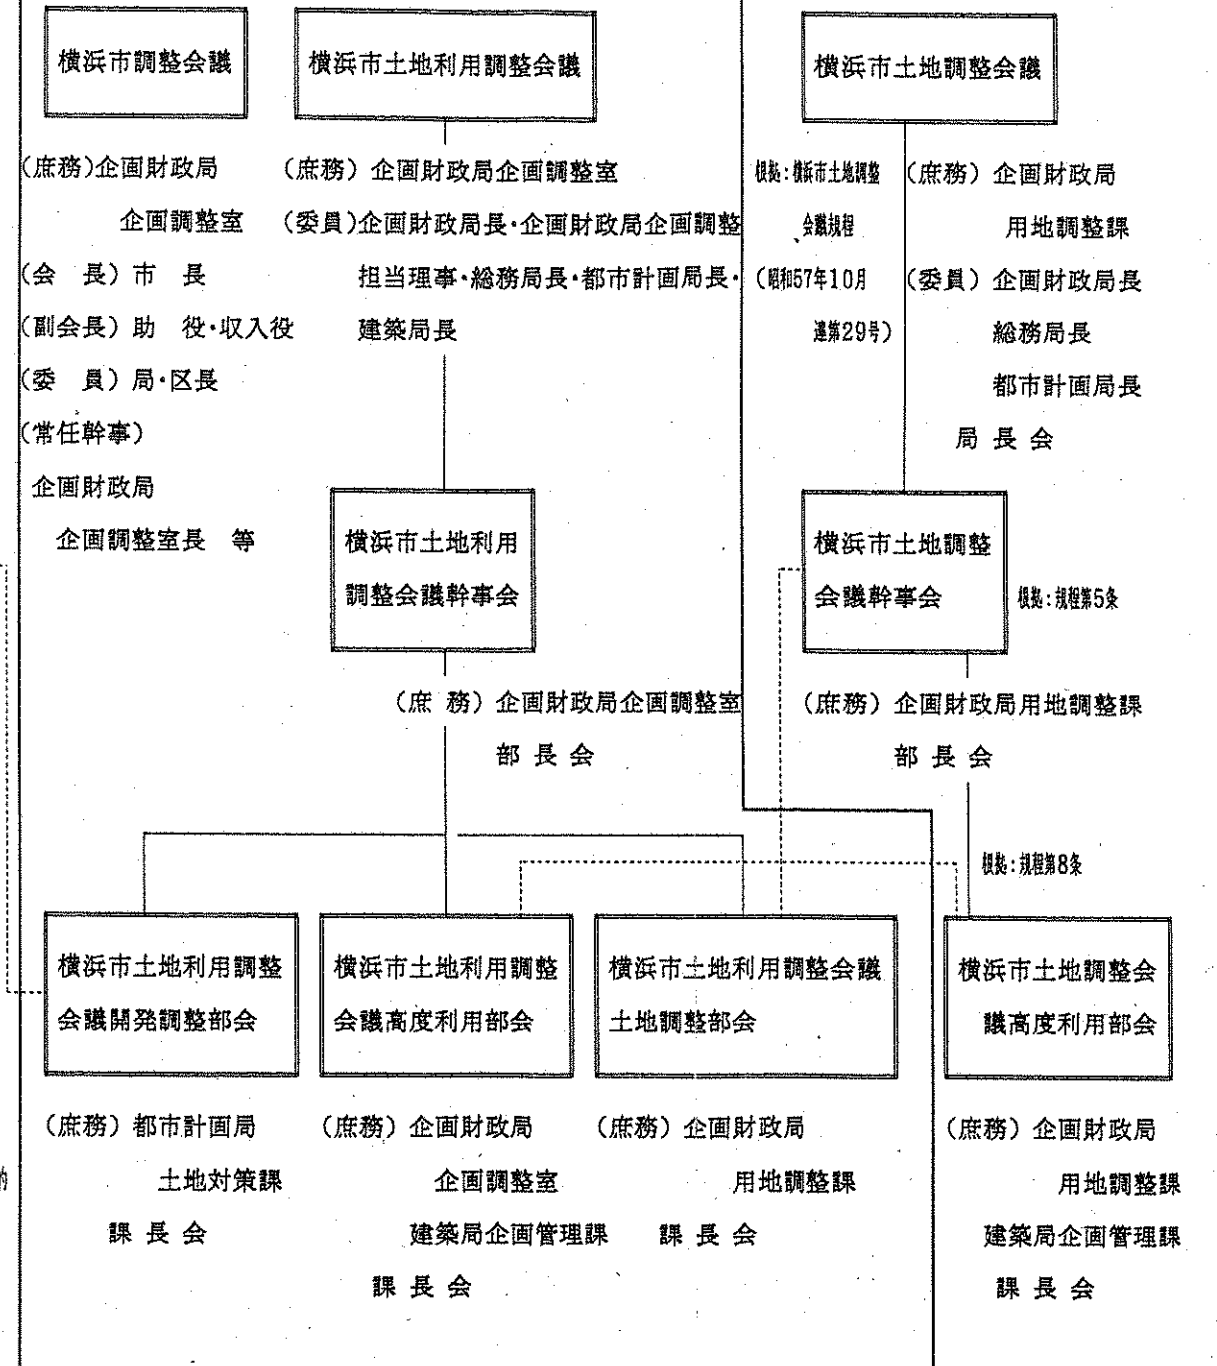 横浜市調整会議
(庶務)企画財政局
企画調整室
(会　長)市　長
(副会長)助　役・収入役
(委　員)局・区長
(常任幹事)
企画財政局
企画調整室長　等
横浜市土地利用調整会議
(庶務)企画財政局企画調整室
(委員)企画財政局長・企画財政局企画調整
担当理事・総務局長・都市計画局長・
建築局長
横浜市土地利用
調整会議幹事会
(庶　務)企画財政局企画調整室
部 長 会
横浜市土地調整会議
根拠:横浜市土地調整
会議規程
(昭和57年10月
達第29号)
(庶務)企画財政局
用地調整課
(委員)企画財政局長
総務局長
都市計画局長
局 長 会
横浜市土地調整
会議幹事会
根拠:規程第5条
(庶務)企画財政局用地調整課
部 長 会
根拠:規程第8条
横浜市土地利用調整
会議開発調整部会
(庶務)都市計画局
土地対策課
課 長 会
横浜市土地利用調整
会議高度利用部会
(庶務)企画財政局
企画調整室
建築局企画管理課
課 長 会
横浜市土地利用調整会議
土地調整部会
(庶務)企画財政局
用地調整課
課 長 会
横浜市土地調整会
議高度利用部会
(庶務)企画財政局
用地調整課
建築局企画管理課
課 長 会